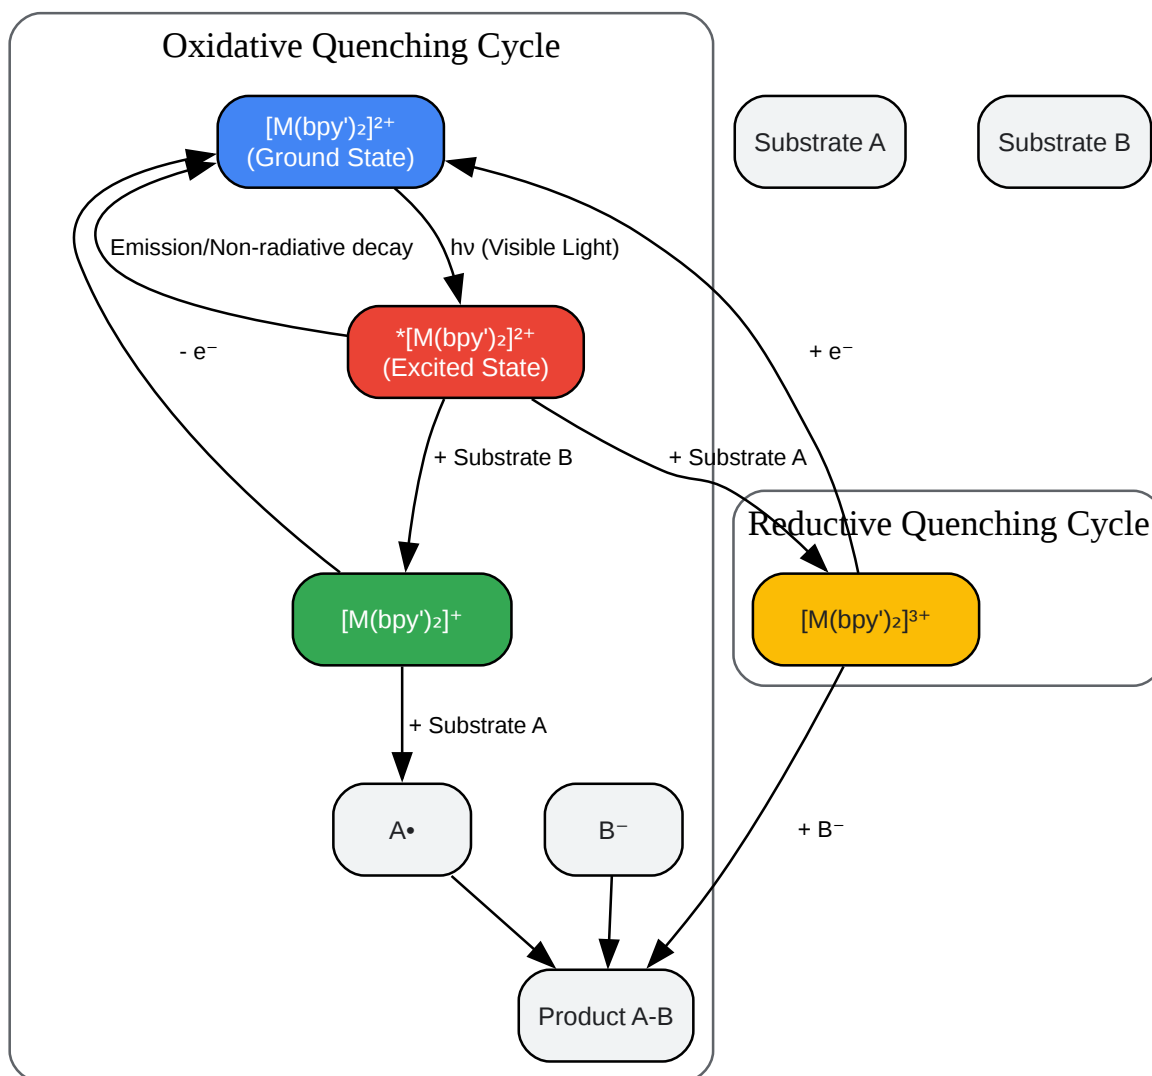 Oxidative Quenching Cycle
[M(bpy')₂]²⁺
(Ground State)
Substrate A
Substrate B
Emission/Non-radiative decay
hν (Visible Light)
*[M(bpy')₂]²⁺
(Excited State)
- e⁻
+ e⁻
+ Substrate B
+ Substrate A
Reductive Quenching Cycle
[M(bpy')₂]⁺
[M(bpy')₂]³⁺
+ Substrate A
A•
B⁻
+ B⁻
Product A-B